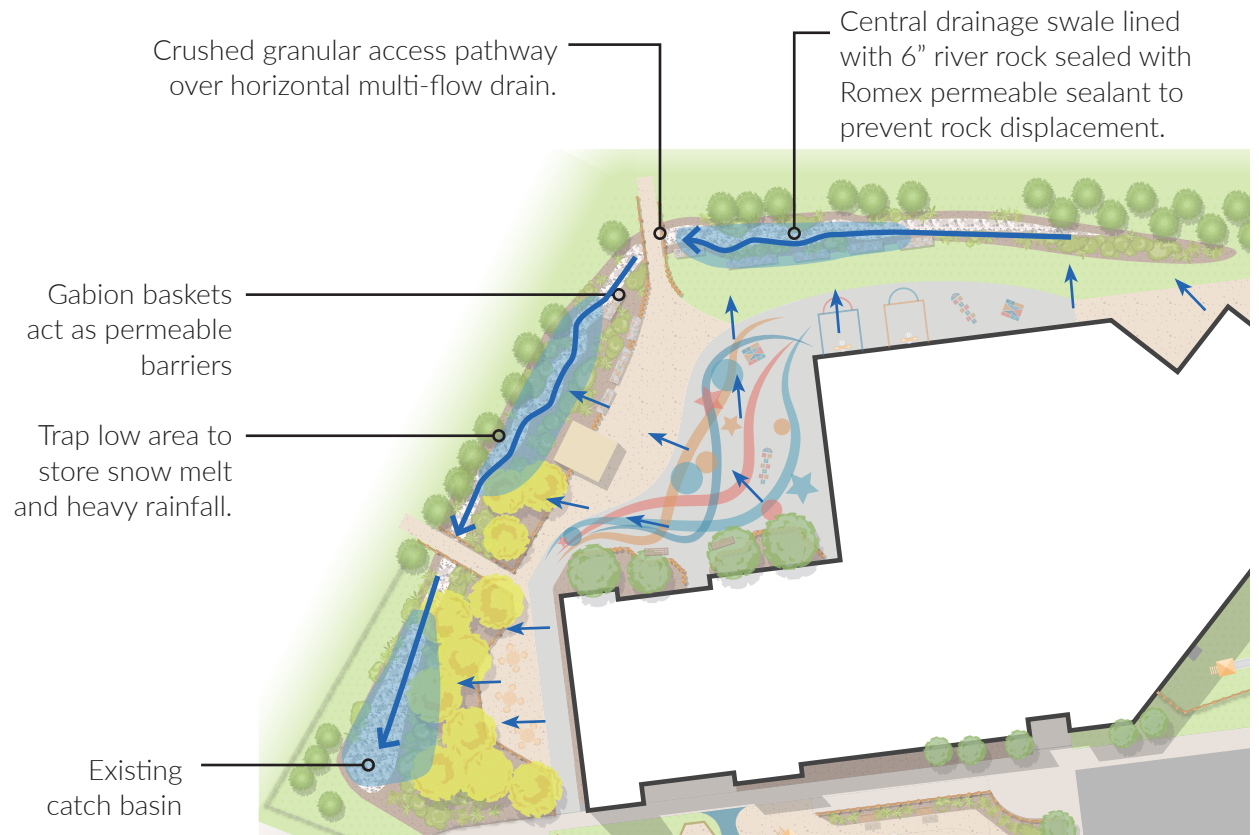 Crushed granular access pathway
over horizontal multi-flow drain.
Central drainage swale lined
with 6” river rock sealed with
Romex permeable sealant to
prevent rock displacement.
Gabion baskets
act as permeable
barriers
Trap low area to
store snow melt
and heavy rainfall.
Existing
catch basin